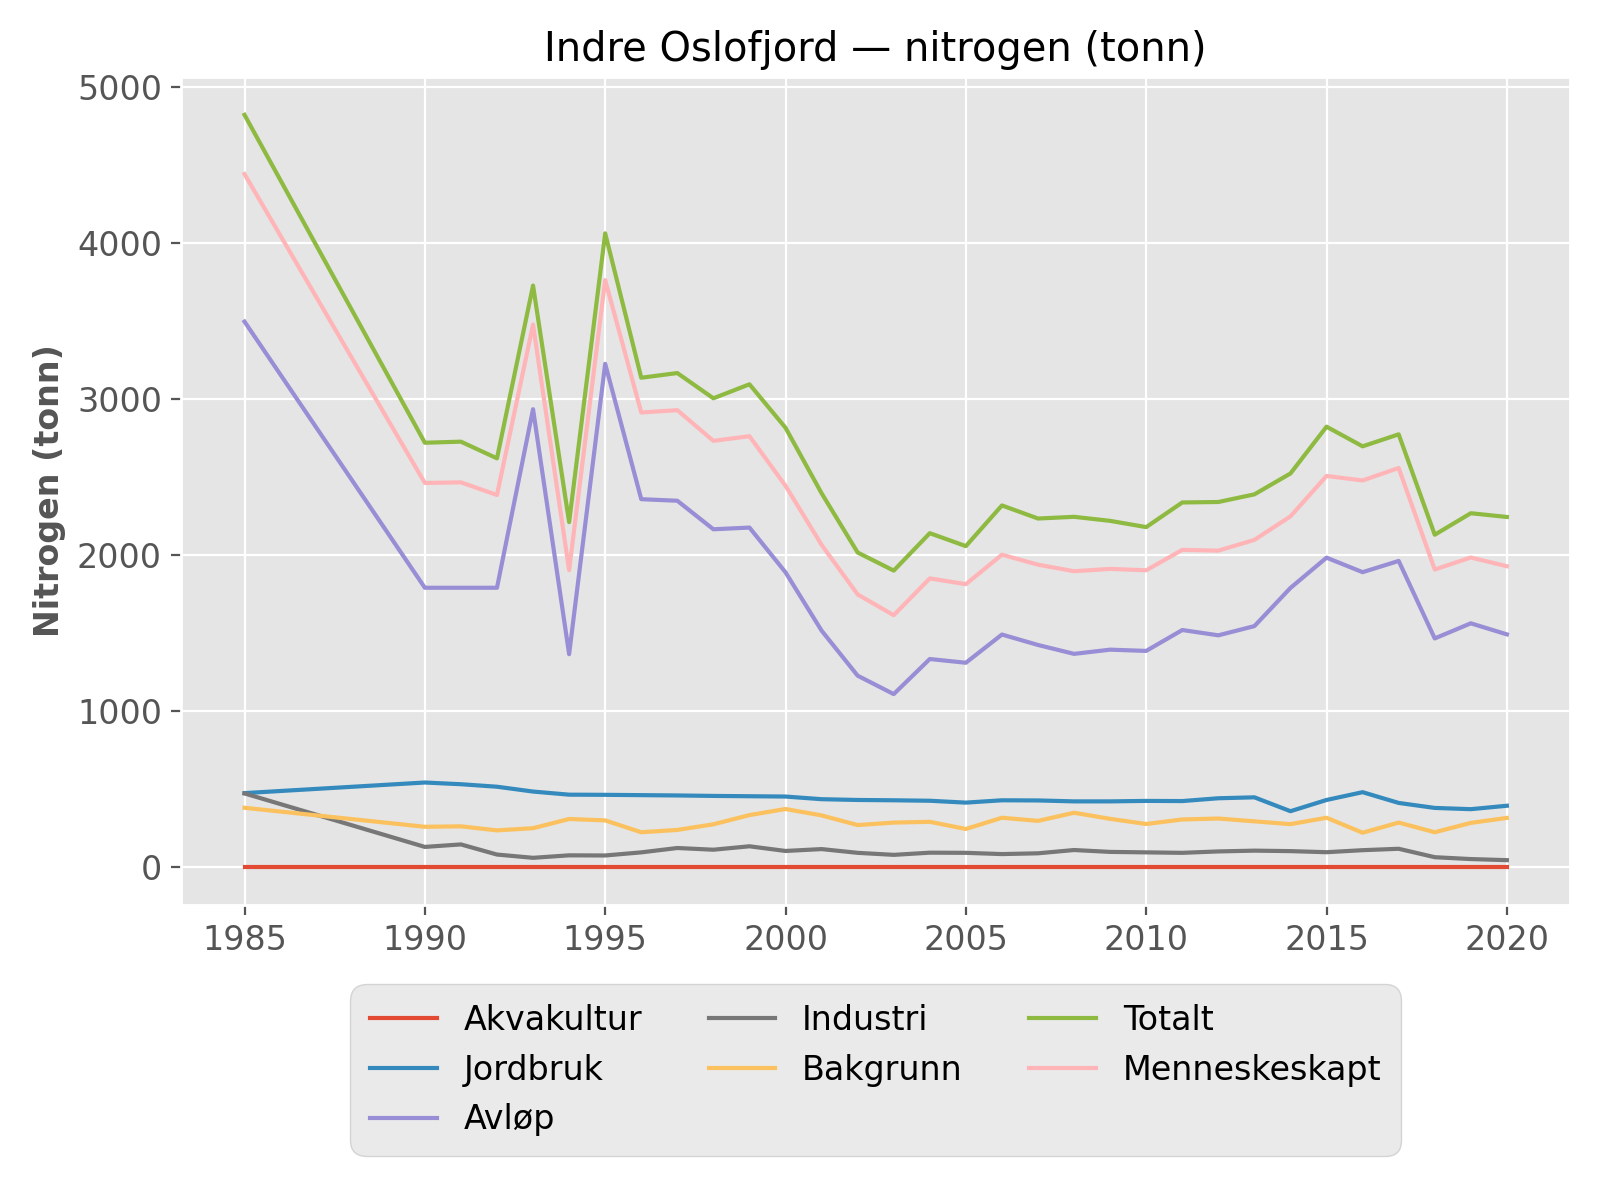 Indre Oslofjord — nitrogen (tonn)
Nitrogen (tonn)
5000
4000
3000
2000
1000
0
1985 1990 1995 2000 2005 2010 2015 2020
Akvakultur Industri Totalt
Jordbruk Bakgrunn Menneskeskapt
Avløp